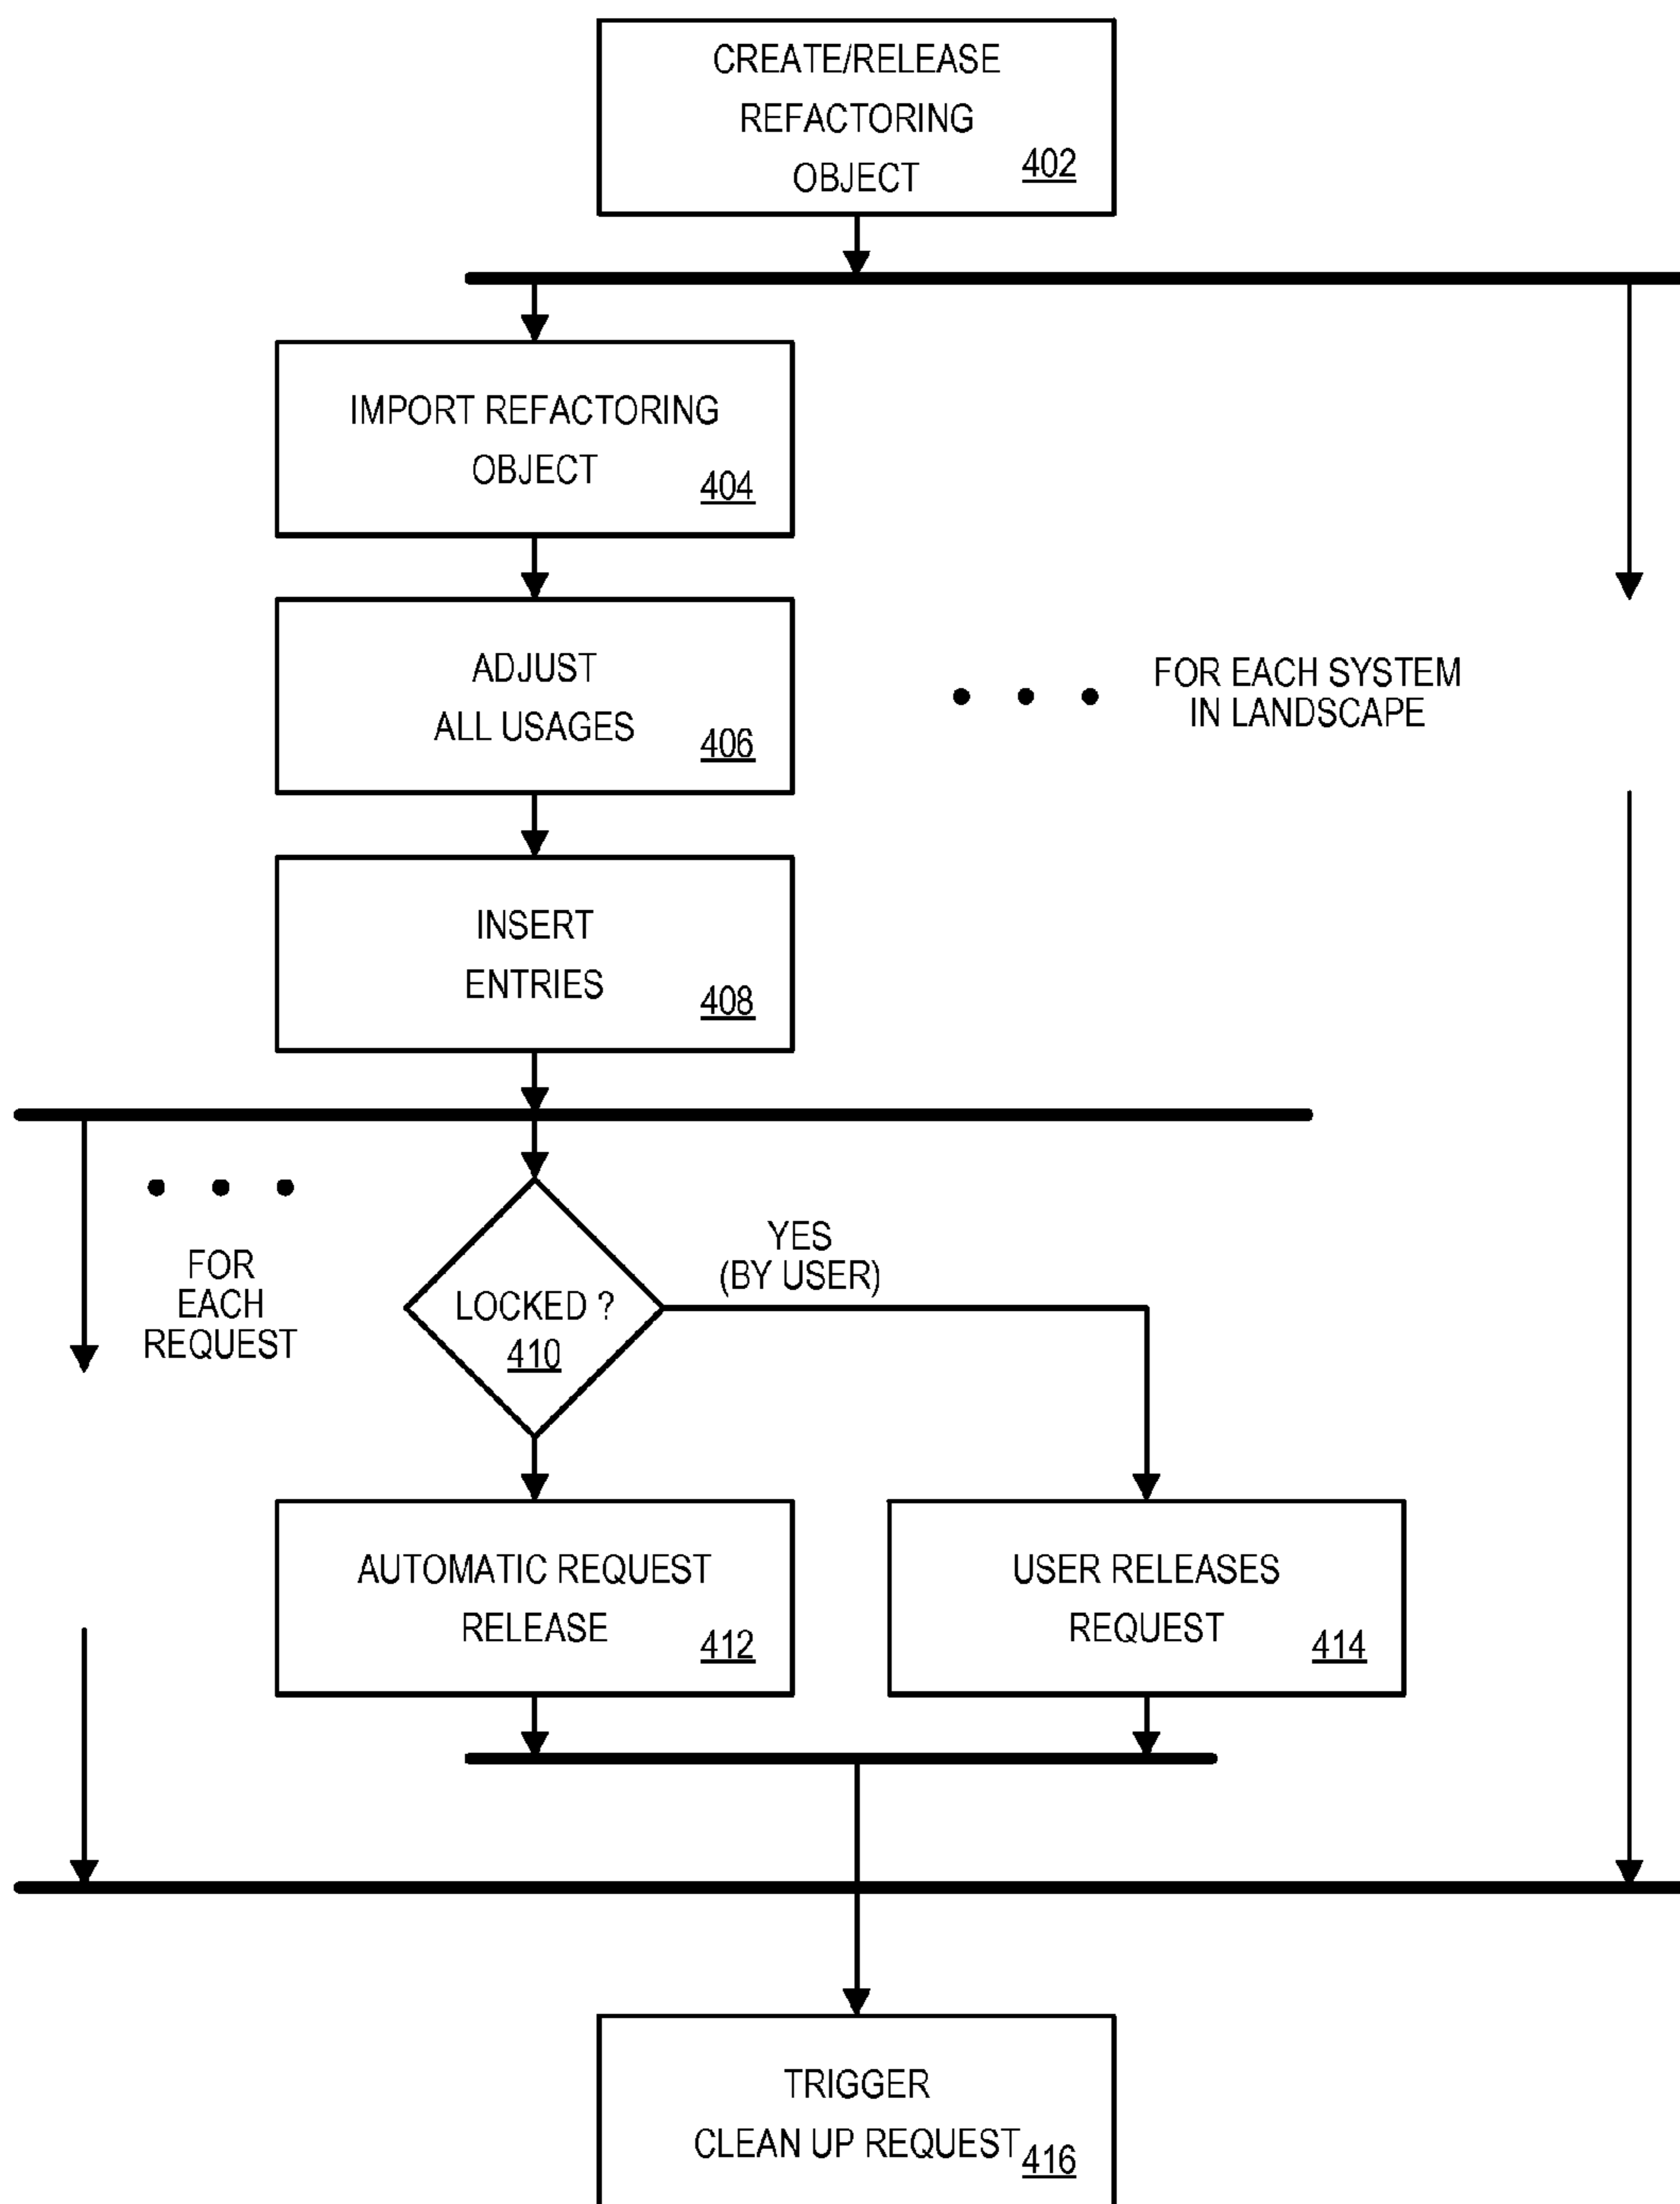 CREATE/RELEASE
REFACTORING
OBJECT
402
IMPORT REFACTORING
OBJECT
404
ADJUST
ALL USAGES
406
FOR EACH SYSTEM
IN LANDSCAPE
INSERT
ENTRIES
408
FOR
EACH
REQUEST
LOCKED ?
410
YES
(BY USER)
AUTOMATIC REQUEST
RELEASE
412
USER RELEASES
REQUEST
414
TRIGGER
CLEAN UP REQUEST
416